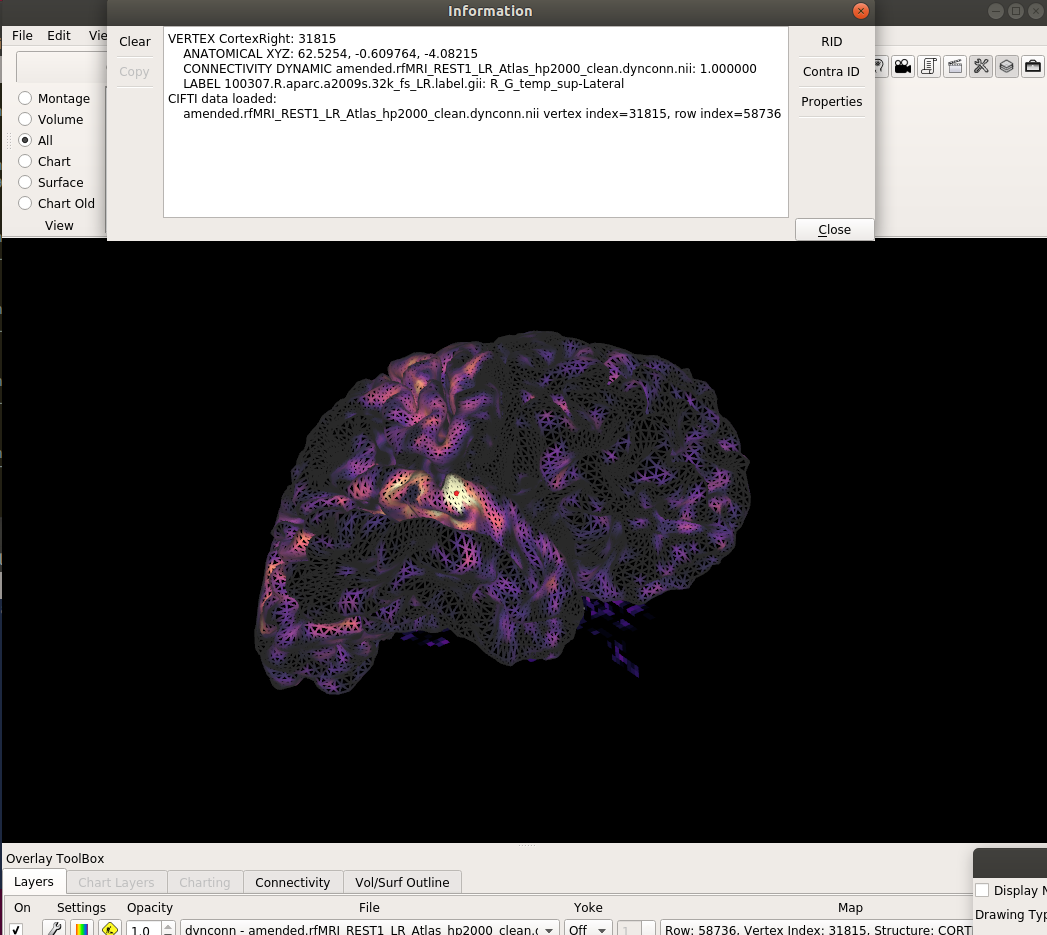 Information
File Edit
Clear
Copy
VERTEX CortexRight: 31815
ANATOMICAL XYZ: 62.5254, -0.609764, -4.08215
CONNECTIVITY DYNAMIC amended.rfMRI_REST1_LR_Atlas_hp2000_clean.dynconn.nii: 1.000000
LABEL 100307.R.aparc.a2009s.32k_fs_LR.label.gii: R_G_temp_sup-Lateral
CIFTI data loaded:
amended.rfMRI_REST1_LR_Atlas_hp2000_clean.dynconn.nii vertex index=31815, row index=58736
RID
Contra ID
Properties
Close
Montage
Volume
All
Chart
Surface
Chart Old
View
Overlay ToolBox
Layers Chart Layers Charting Connectivity Vol/Surf Outline
On Settings Opacity File Yoke Map
1.0 dynconn - amended.rfMRI_REST1_LR_Atlas_hp2000_clean.( Off 1 Row: 58736, Vertex Index: 31815, Structure: CORT
Display
Drawing